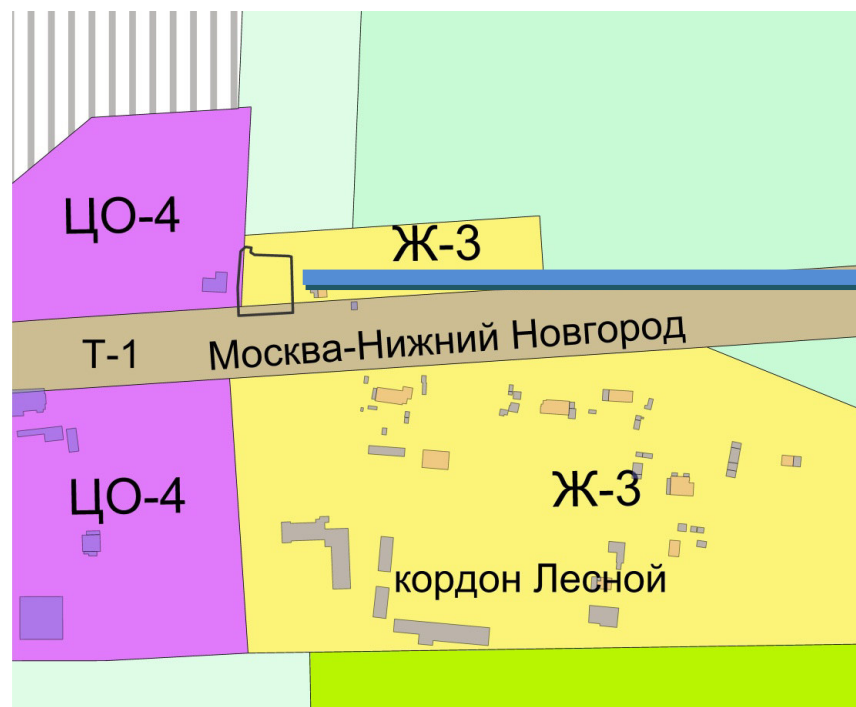 ЦО-4
Ж-3
Т-1
Москва-Нижний Новгород
ЦО-4
Ж-3
кордон Лесной